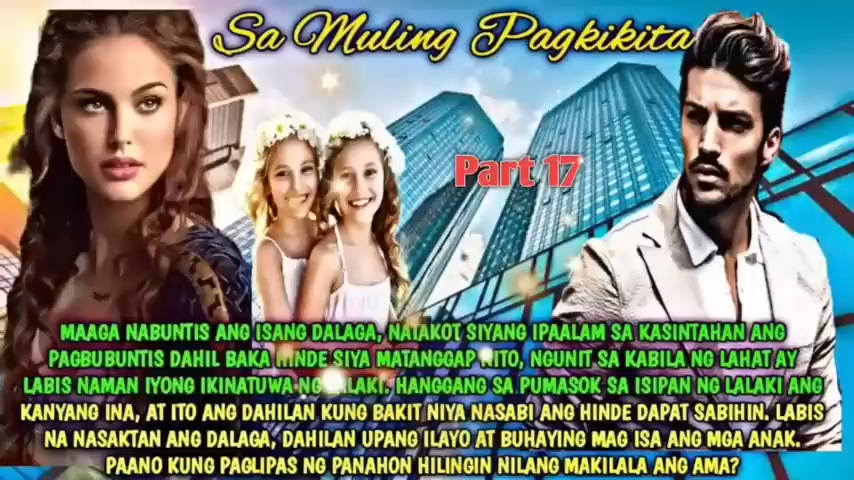 Sa Muling Pagkikita
Part 17
MAAGA NABUNTIS ANG ISANG DALAGA, NATAKOT SIYANG IPAALAM SA KASINTAHAN ANG
PAGBUBUNTIS DAHIL BAKA HINDE SIYA MATANGGAP NITO, NGUNIT SA KABILA NG LAHAT AY
LABIS NAMAN IYONG IKINATUWA NG LALAKI. HANGGANG SA PUMASOK SA ISIPAN NG LALAKI ANG
KANYANG INA, AT ITO ANG DAHILAN KUNG BAKIT NIYA NASABI ANG HINDE DAPAT SABIHIN. LABIS
NA NASAKTAN ANG DALAGA, DAHILAN UPANG ILAYO AT BUHAYING MAG ISA ANG MGA ANAK.
PAANO KUNG PAGLIPAS NG PANAHON HILINGIN NILANG MAKILALA ANG AMA?